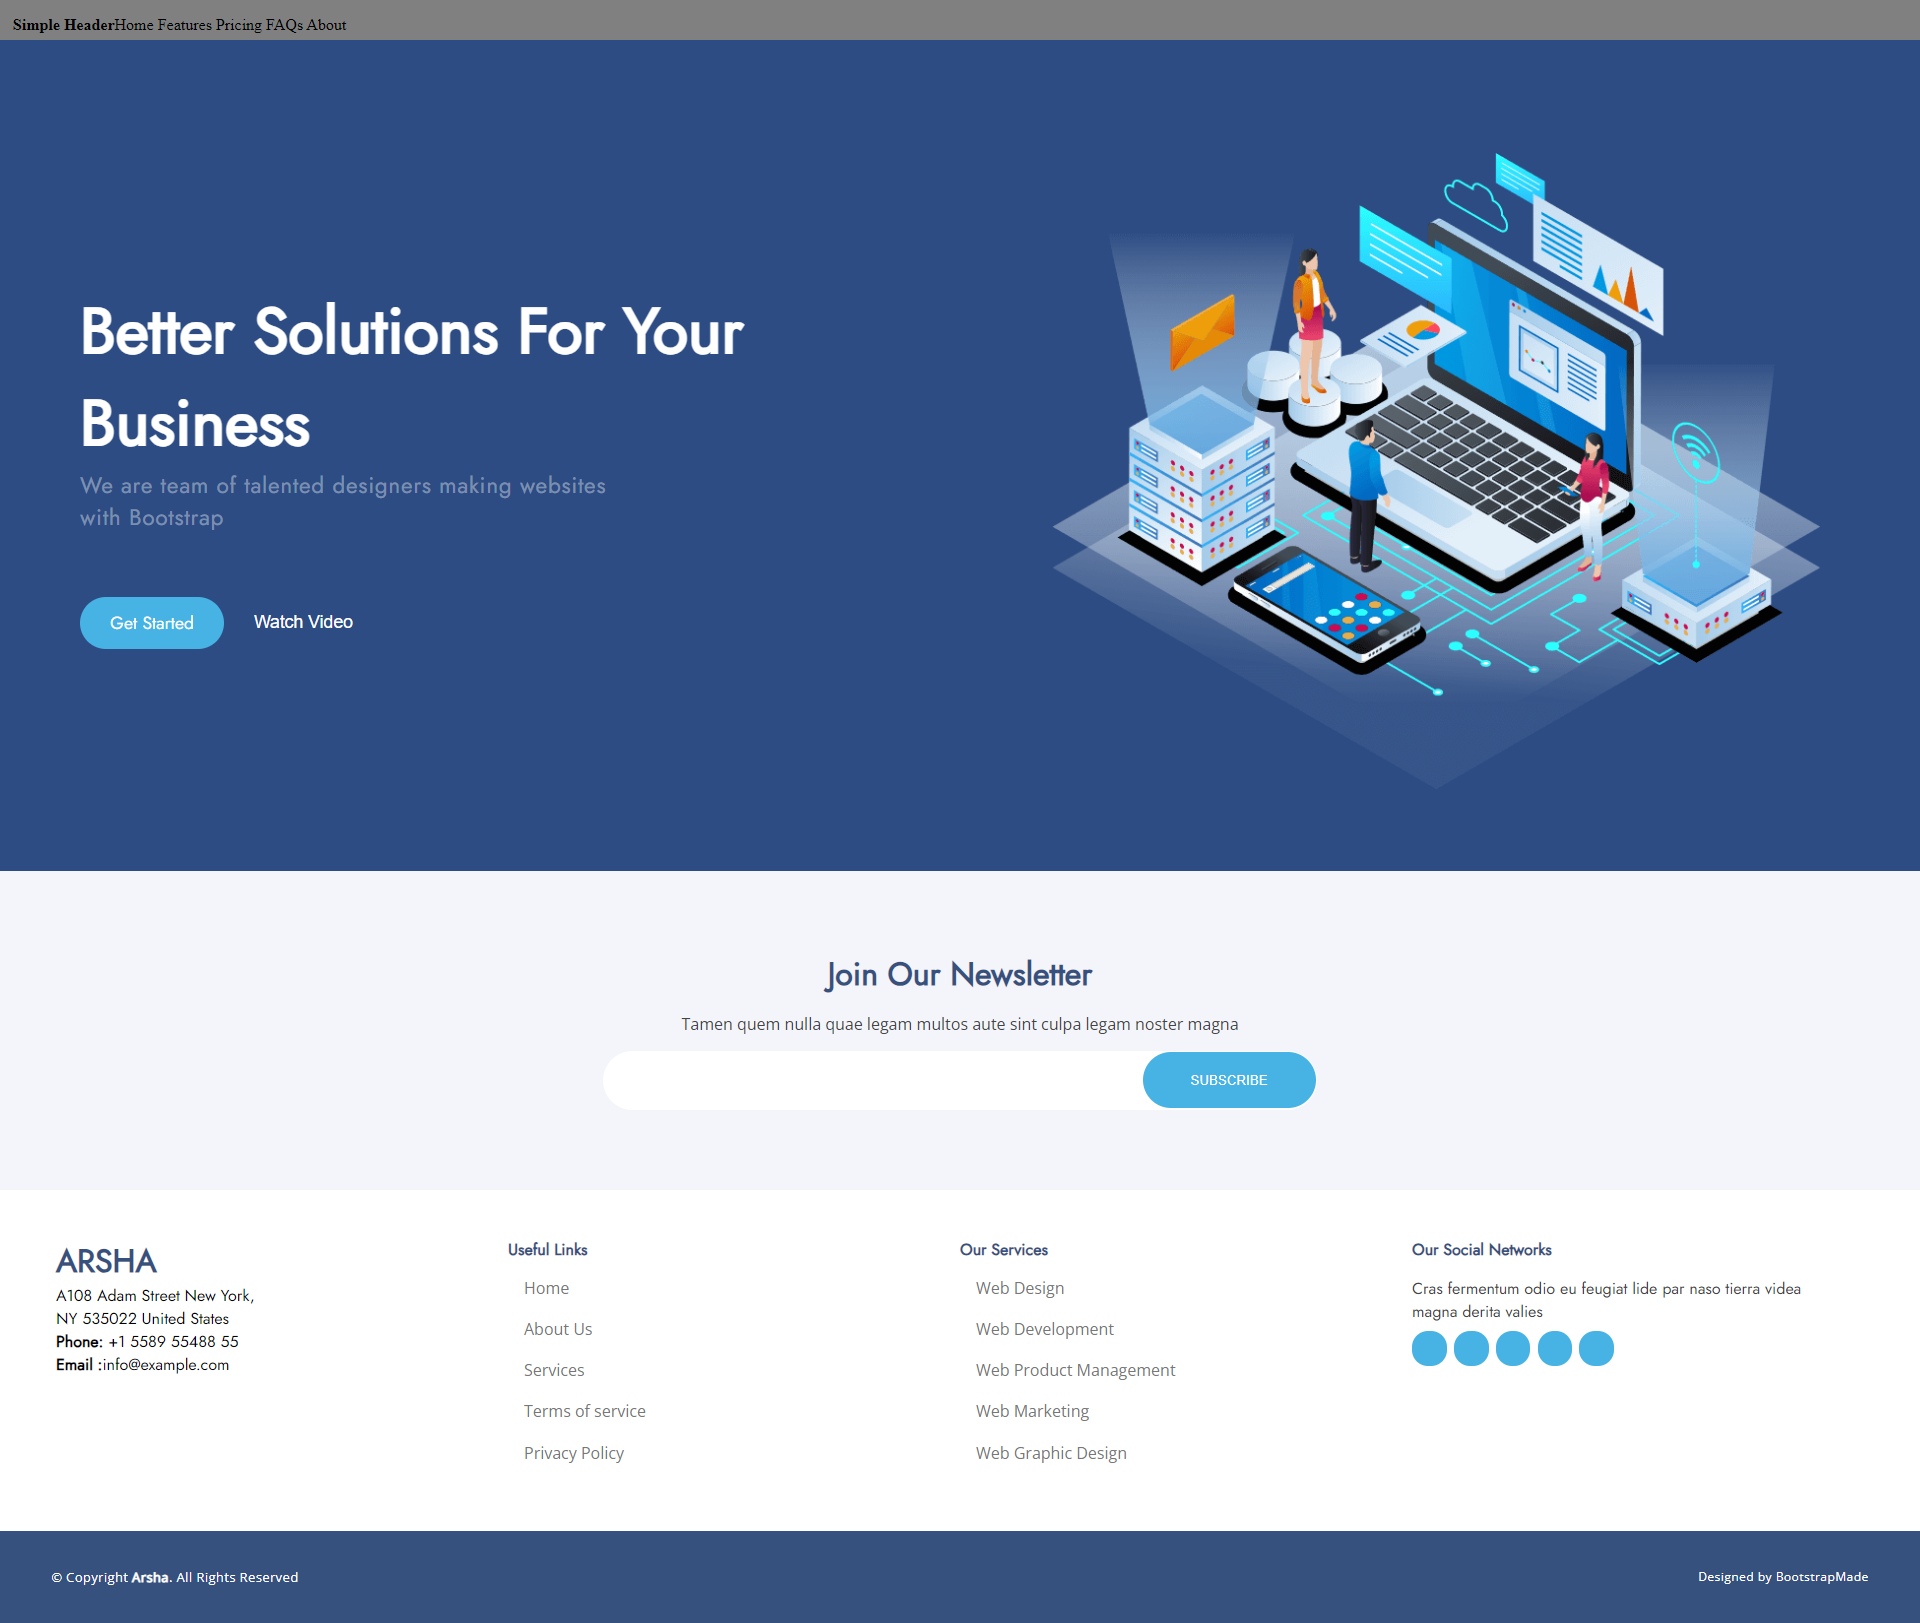 Simple HeaderHome Features Pricing FAQs About
Better Solutions For Your
Business
We are team of talented designers making websites
with Bootstrap
Get Started
Watch Video
Join Our Newsletter
Tamen quem nulla quae legam multos aute sint culpa legam noster magna
SUBSCRIBE
ARSHA
A108 Adam Street New York,
NY 535022 United States
Phone: +1 5589 55488 55
Email :info@example.com
Useful Links
Home
About Us
Services
Terms of service
Privacy Policy
Our Services
Web Design
Web Development
Web Product Management
Web Marketing
Web Graphic Design
Our Social Networks
Cras fermentum odio eu feugiat lide par naso tierra videa
magna derita valies
© Copyright Arsha. All Rights Reserved
Designed by BootstrapMade